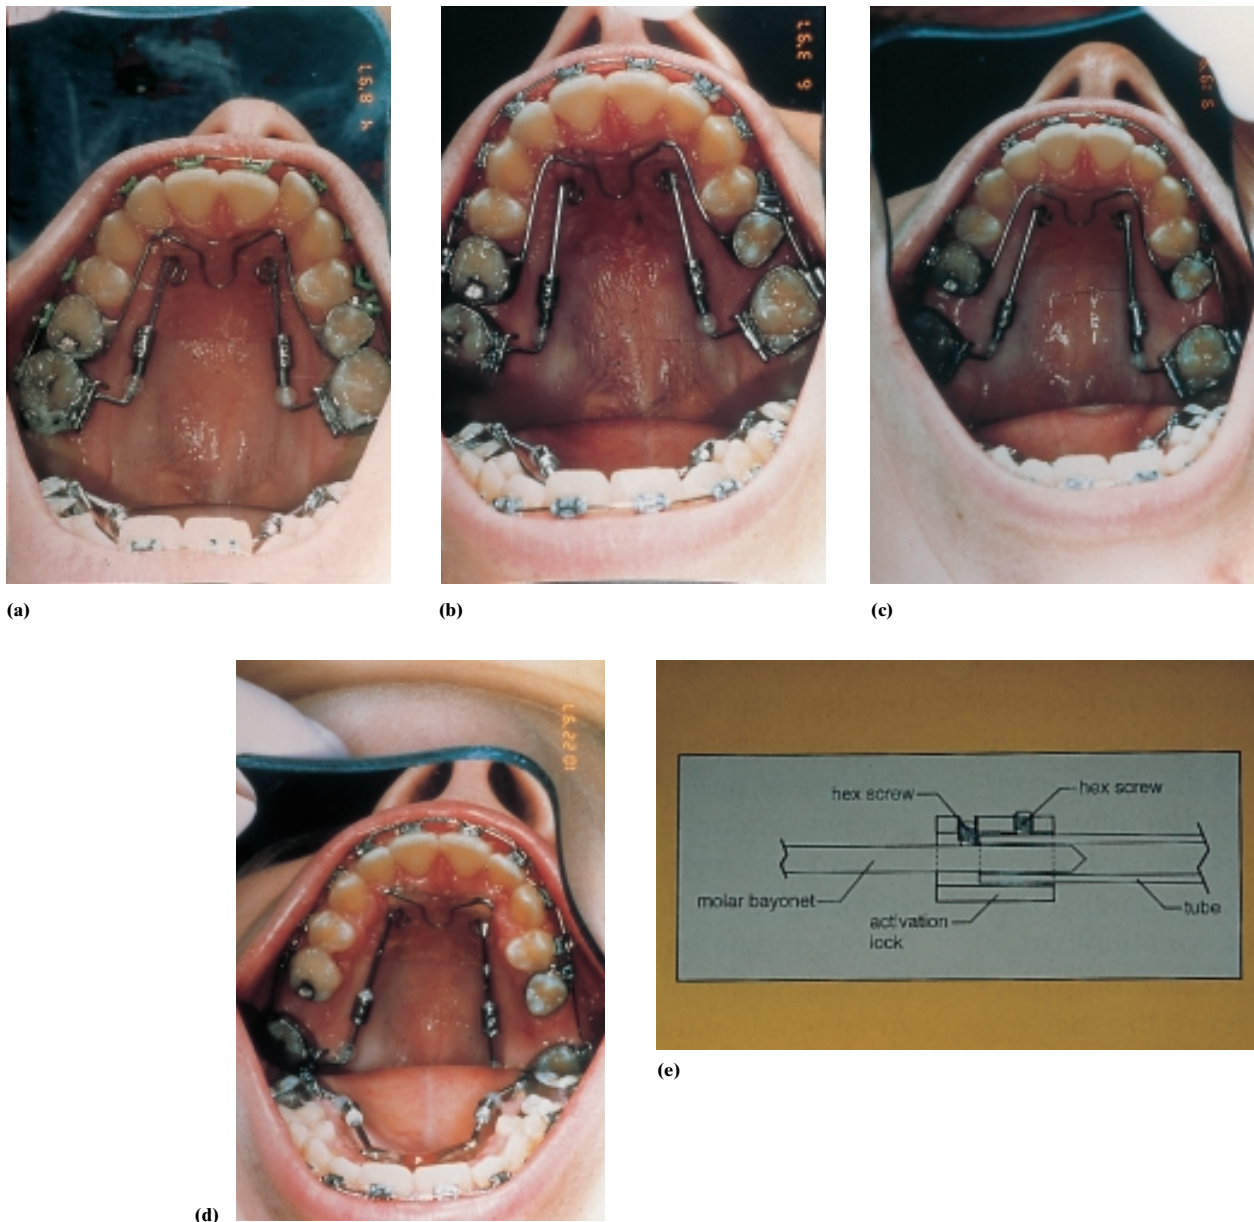 (a)
(b)
(c)
hex screw
hex screw
molar bayonet
tube
activation
lock
(e)
(d)